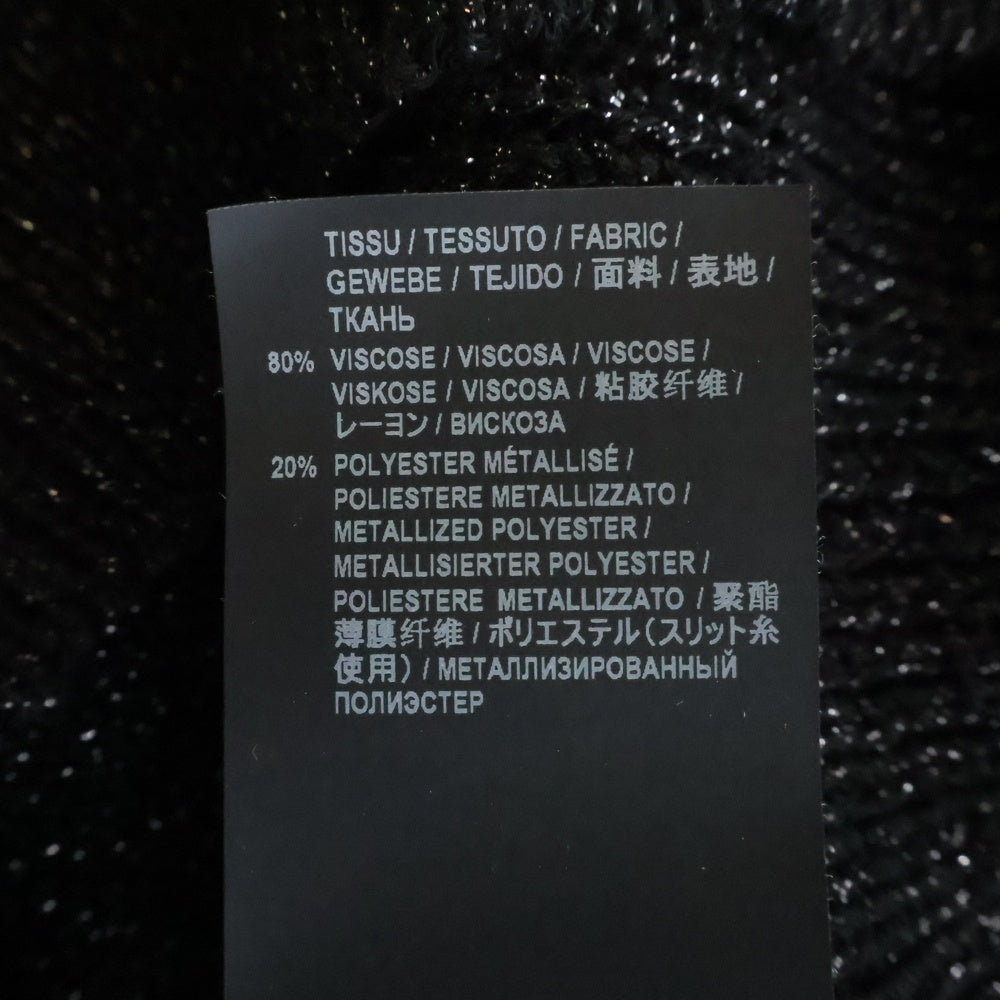 TISSU / TESSUTO / FABRIC /
GEWEBE / TEJIDO / 面料 / 表地 /
ТКАНЬ
80% VISCOSE / VISCOSA / VISCOSE /
VISKOSE / VISCOSA / 粘胶纤维 /
レーヨン / ВИСКОЗА
20% POLYESTER MÉTALLISÉ /
POLIESTERE METALLIZZATO /
METALLIZED POLYESTER /
METALLISIERTER POLYESTER /
POLIESTERE METALLIZZATO / 聚酯
薄膜纤维 / ポリエステル(スリット糸
使用) / МЕТАЛЛИЗИРОВАННЫЙ
ПОЛИЭСТЕР